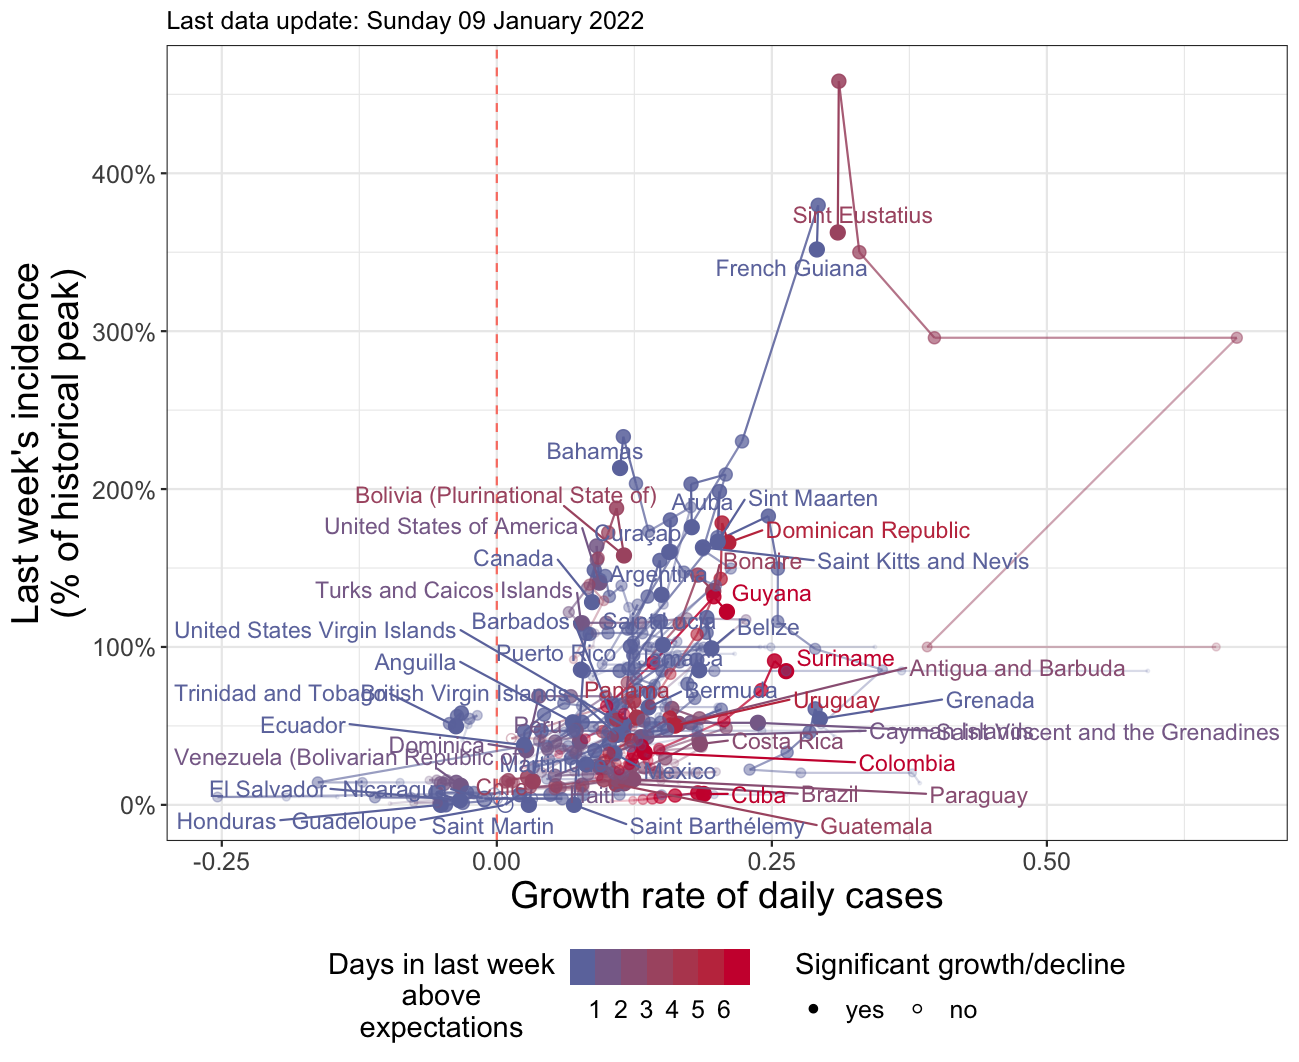 Last data update: Sunday 09 January 2022
Last week's incidence
(% of historical peak)
400%
300%
200%
100%
0%
Sint Eustatius
French Guiana
Bahamas
Bolivia (Plurinational State of)
Aruba
Sint Maarten
United States of America
Curaçao
Dominican Republic
Canada
Bonaire
Saint Kitts and Nevis
Argentina
Turks and Caicos Islands
Guyana
Barbados
Saint Lucia
United States Virgin Islands
Belize
Puerto Rico
Jamaica
Anguilla
Suriname
Antigua and Barbuda
Trinidad and Tobago
British Virgin Islands
Panama
Bermuda
Uruguay
Grenada
Ecuador
Peru
Cayman Islands
Saint Vincent and the Grenadines
Dominica
Costa Rica
Venezuela (Bolivarian Republic of)
Martinique
Mexico
Colombia
El Salvador
Nicaragua
Chile
Haiti
Cuba
Brazil
Paraguay
Honduras
Guadeloupe
Saint Martin
Saint Barthélemy
Guatemala
-0.25
0.00
0.25
0.50
Growth rate of daily cases
Days in last week
above
expectations
1 2 3 4 5 6
Significant growth/decline
yes
no